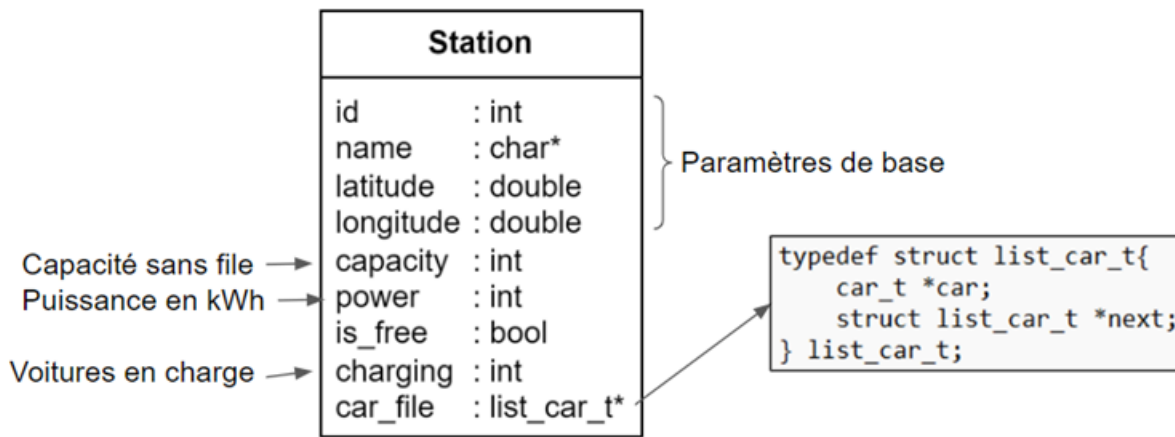 Station
id : int
name : char*
latitude : double
longitude : double
Paramètres de base
Capacité sans file
capacity : int
Puissance en kWh
power : int
is_free : bool
Voitures en charge
charging : int
car_file : list_car_t*
typedef struct list_car_t{
    car_t *car;
    struct list_car_t *next;
} list_car_t;